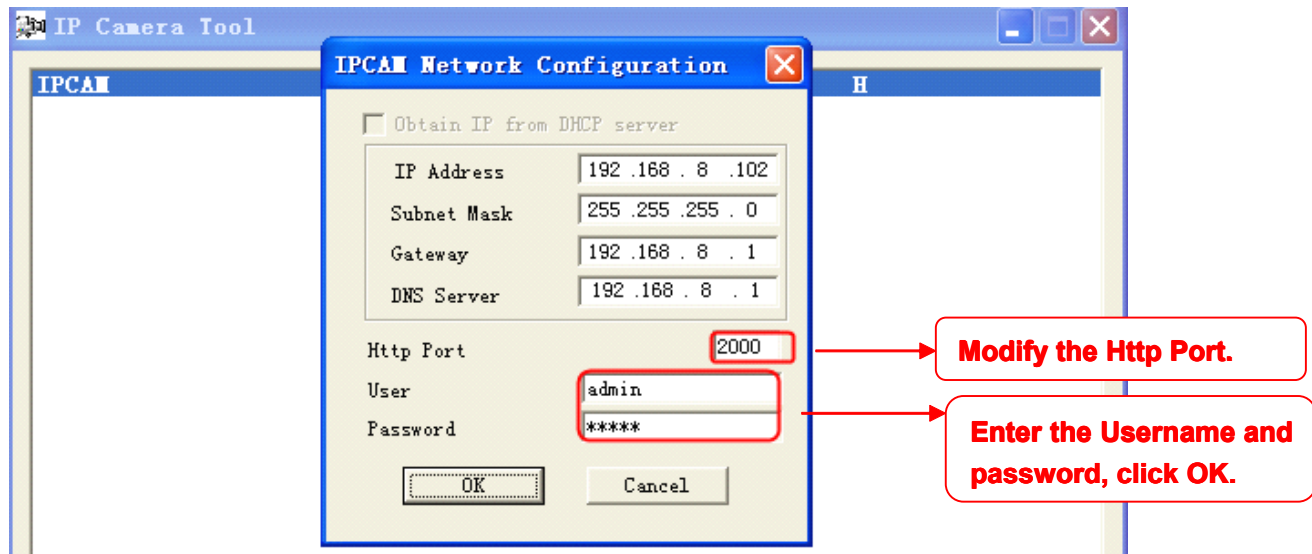 IP Camera Tool
IPCAM Network Configuration
IPCAM
H
Obtain IP from DHCP server
IP Address 192 .168 . 8 .102
Subnet Mask 255 .255 .255 . 0
Gateway 192 .168 . 8 . 1
DNS Server 192 .168 . 8 . 1
Http Port 2000
Modify the Http Port.
User admin
Password *****
Enter the Username and
password, click OK.
OK Cancel